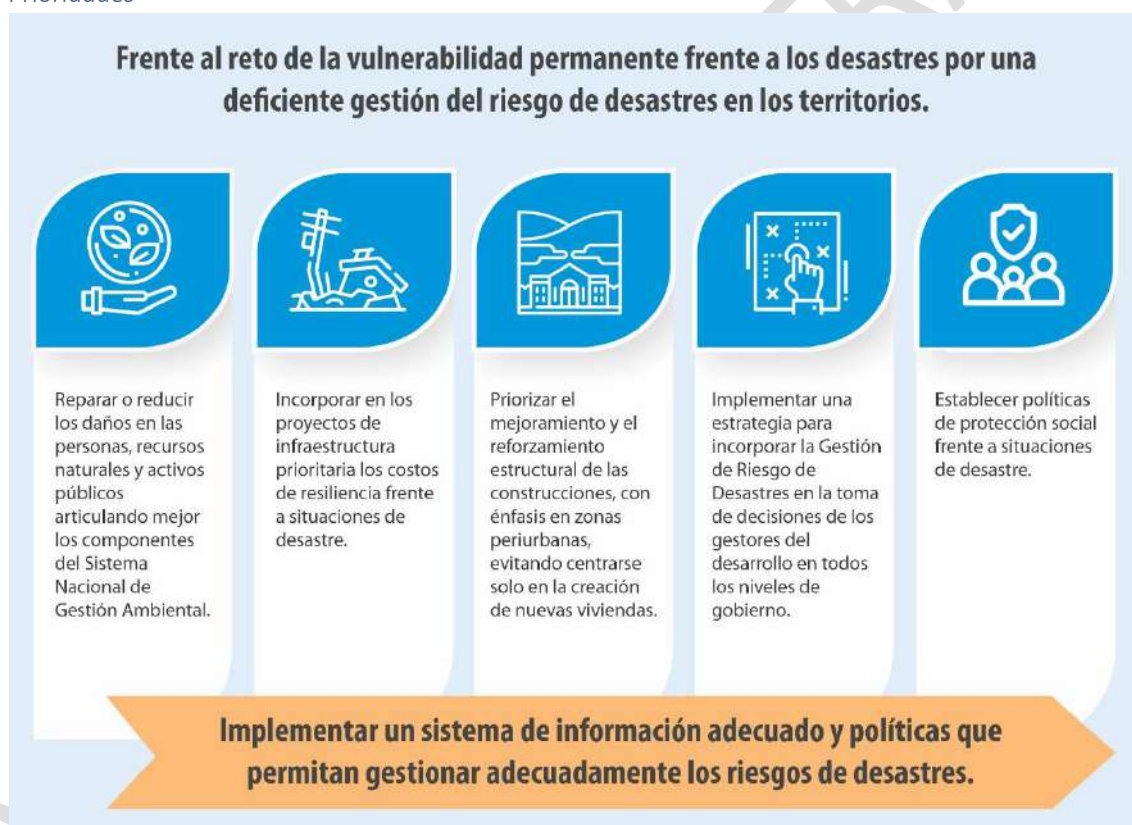 Prioridades
Frente al reto de la vulnerabilidad permanente frente a los desastres por una
deficiente gestión del riesgo de desastres en los territorios.
Reparar o reducir
los daños en las
personas, recursos
naturales y activos
públicos
articulando mejor
los componentes
del Sistema
Nacional de
Gestión Ambiental.
Incorporar en los
proyectos de
infraestructura
prioritaria los costos
de resiliencia frente
a situaciones de
desastre.
Priorizar el
mejoramiento y el
reforzamiento
estructural de las
construcciones, con
énfasis en zonas
periurbanas,
evitando centrarse
solo en la creación
de nuevas viviendas.
Implementar una
estrategia para
incorporar la Gestión
de Riesgo de
Desastres en la toma
de decisiones de los
gestores del
desarrollo en todos
los niveles de
gobierno.
Establecer políticas
de protección social
frente a situaciones
de desastre.
Implementar un sistema de información adecuado y políticas que
permitan gestionar adecuadamente los riesgos de desastres.